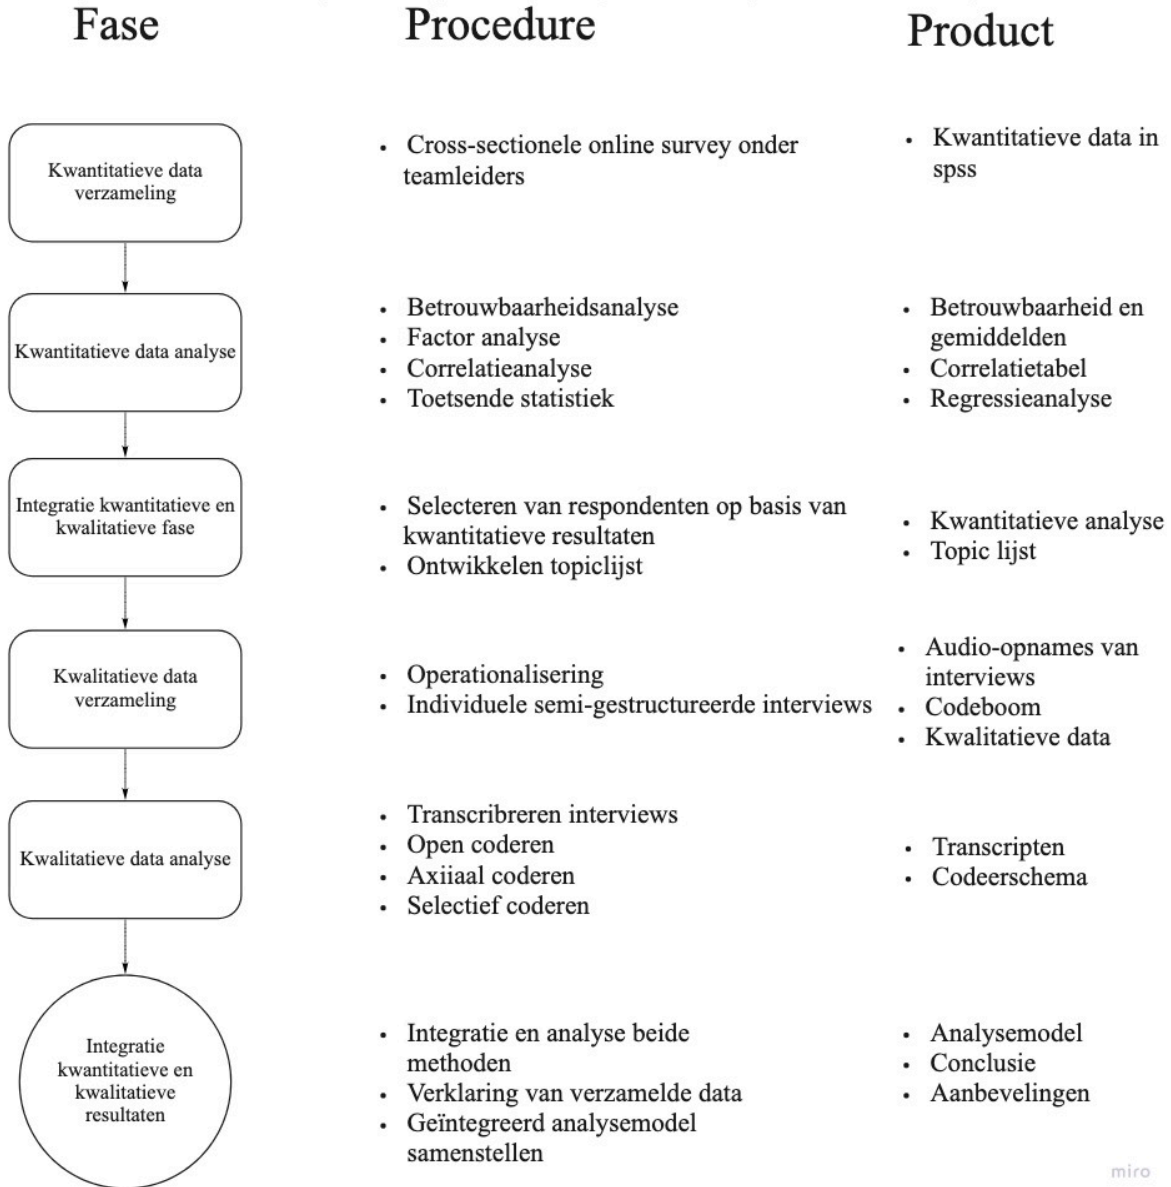 Fase
Procedure
Product
Kwantitatieve data
verzameling
• Cross-sectionele online survey onder
teamleiders
• Kwantitatieve data in
spss
Kwantitatieve data analyse
• Betrouwbaarheidsanalyse
• Factor analyse
• Correlatieanalyse
• Toetsende statistiek
• Betrouwbaarheid en
gemiddelden
• Correlatietabel
• Regressieanalyse
Integratie kwantitatieve en
kwalitatieve fase
• Selecteren van respondenten op basis van
kwantitatieve resultaten
• Ontwikkelen topiclijst
• Kwantitatieve analyse
• Topic lijst
Kwalitatieve data
verzameling
• Operationalisering
• Individuele semi-gestructureerde interviews
• Audio-opnames van
interviews
• Codeboom
• Kwalitatieve data
Kwalitatieve data analyse
• Transcribreren interviews
• Open coderen
• Axiiaal coderen
• Selectief coderen
• Transcripten
• Codeerschema
Integratie
kwantitatieve en
kwalitatieve
resultaten
• Integratie en analyse beide
methoden
• Verklaring van verzamelde data
• Geïntegreerd analysemodel
samenstellen
• Analysemodel
• Conclusie
• Aanbevelingen
miro